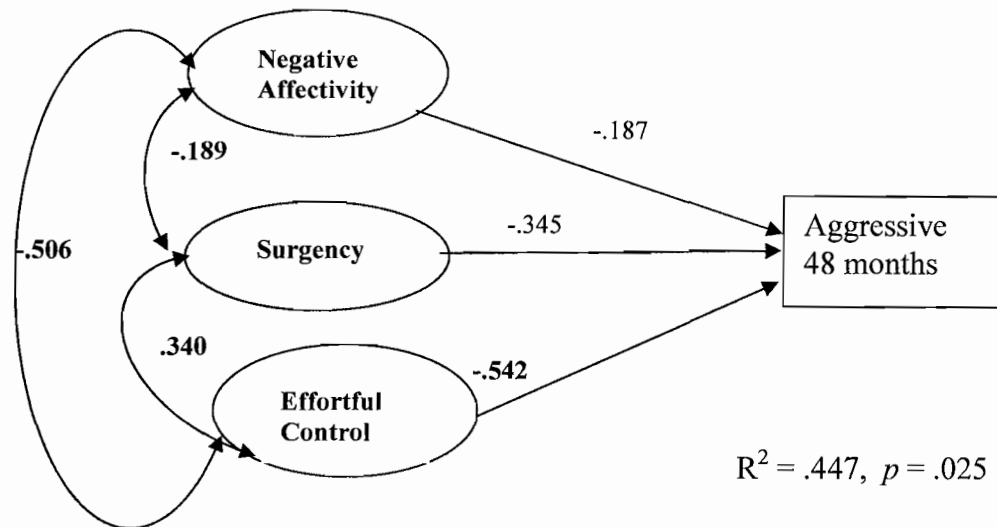 Negative
Affectivity
-.187
-.189
Aggressive
48 months
-.345
-.506
Surgency
.340
-.542
Effortful
Control
R² = .447, p = .025